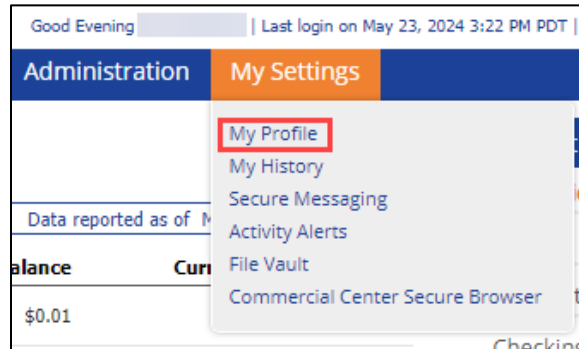 Good Evening | Last login on May 23, 2024 3:22 PM PDT |
Administration My Settings
My Profile
My History
Secure Messaging
Data reported as of
Activity Alerts
alance Curr
File Vault
Commercial Center Secure Browser
$0.01
Checking